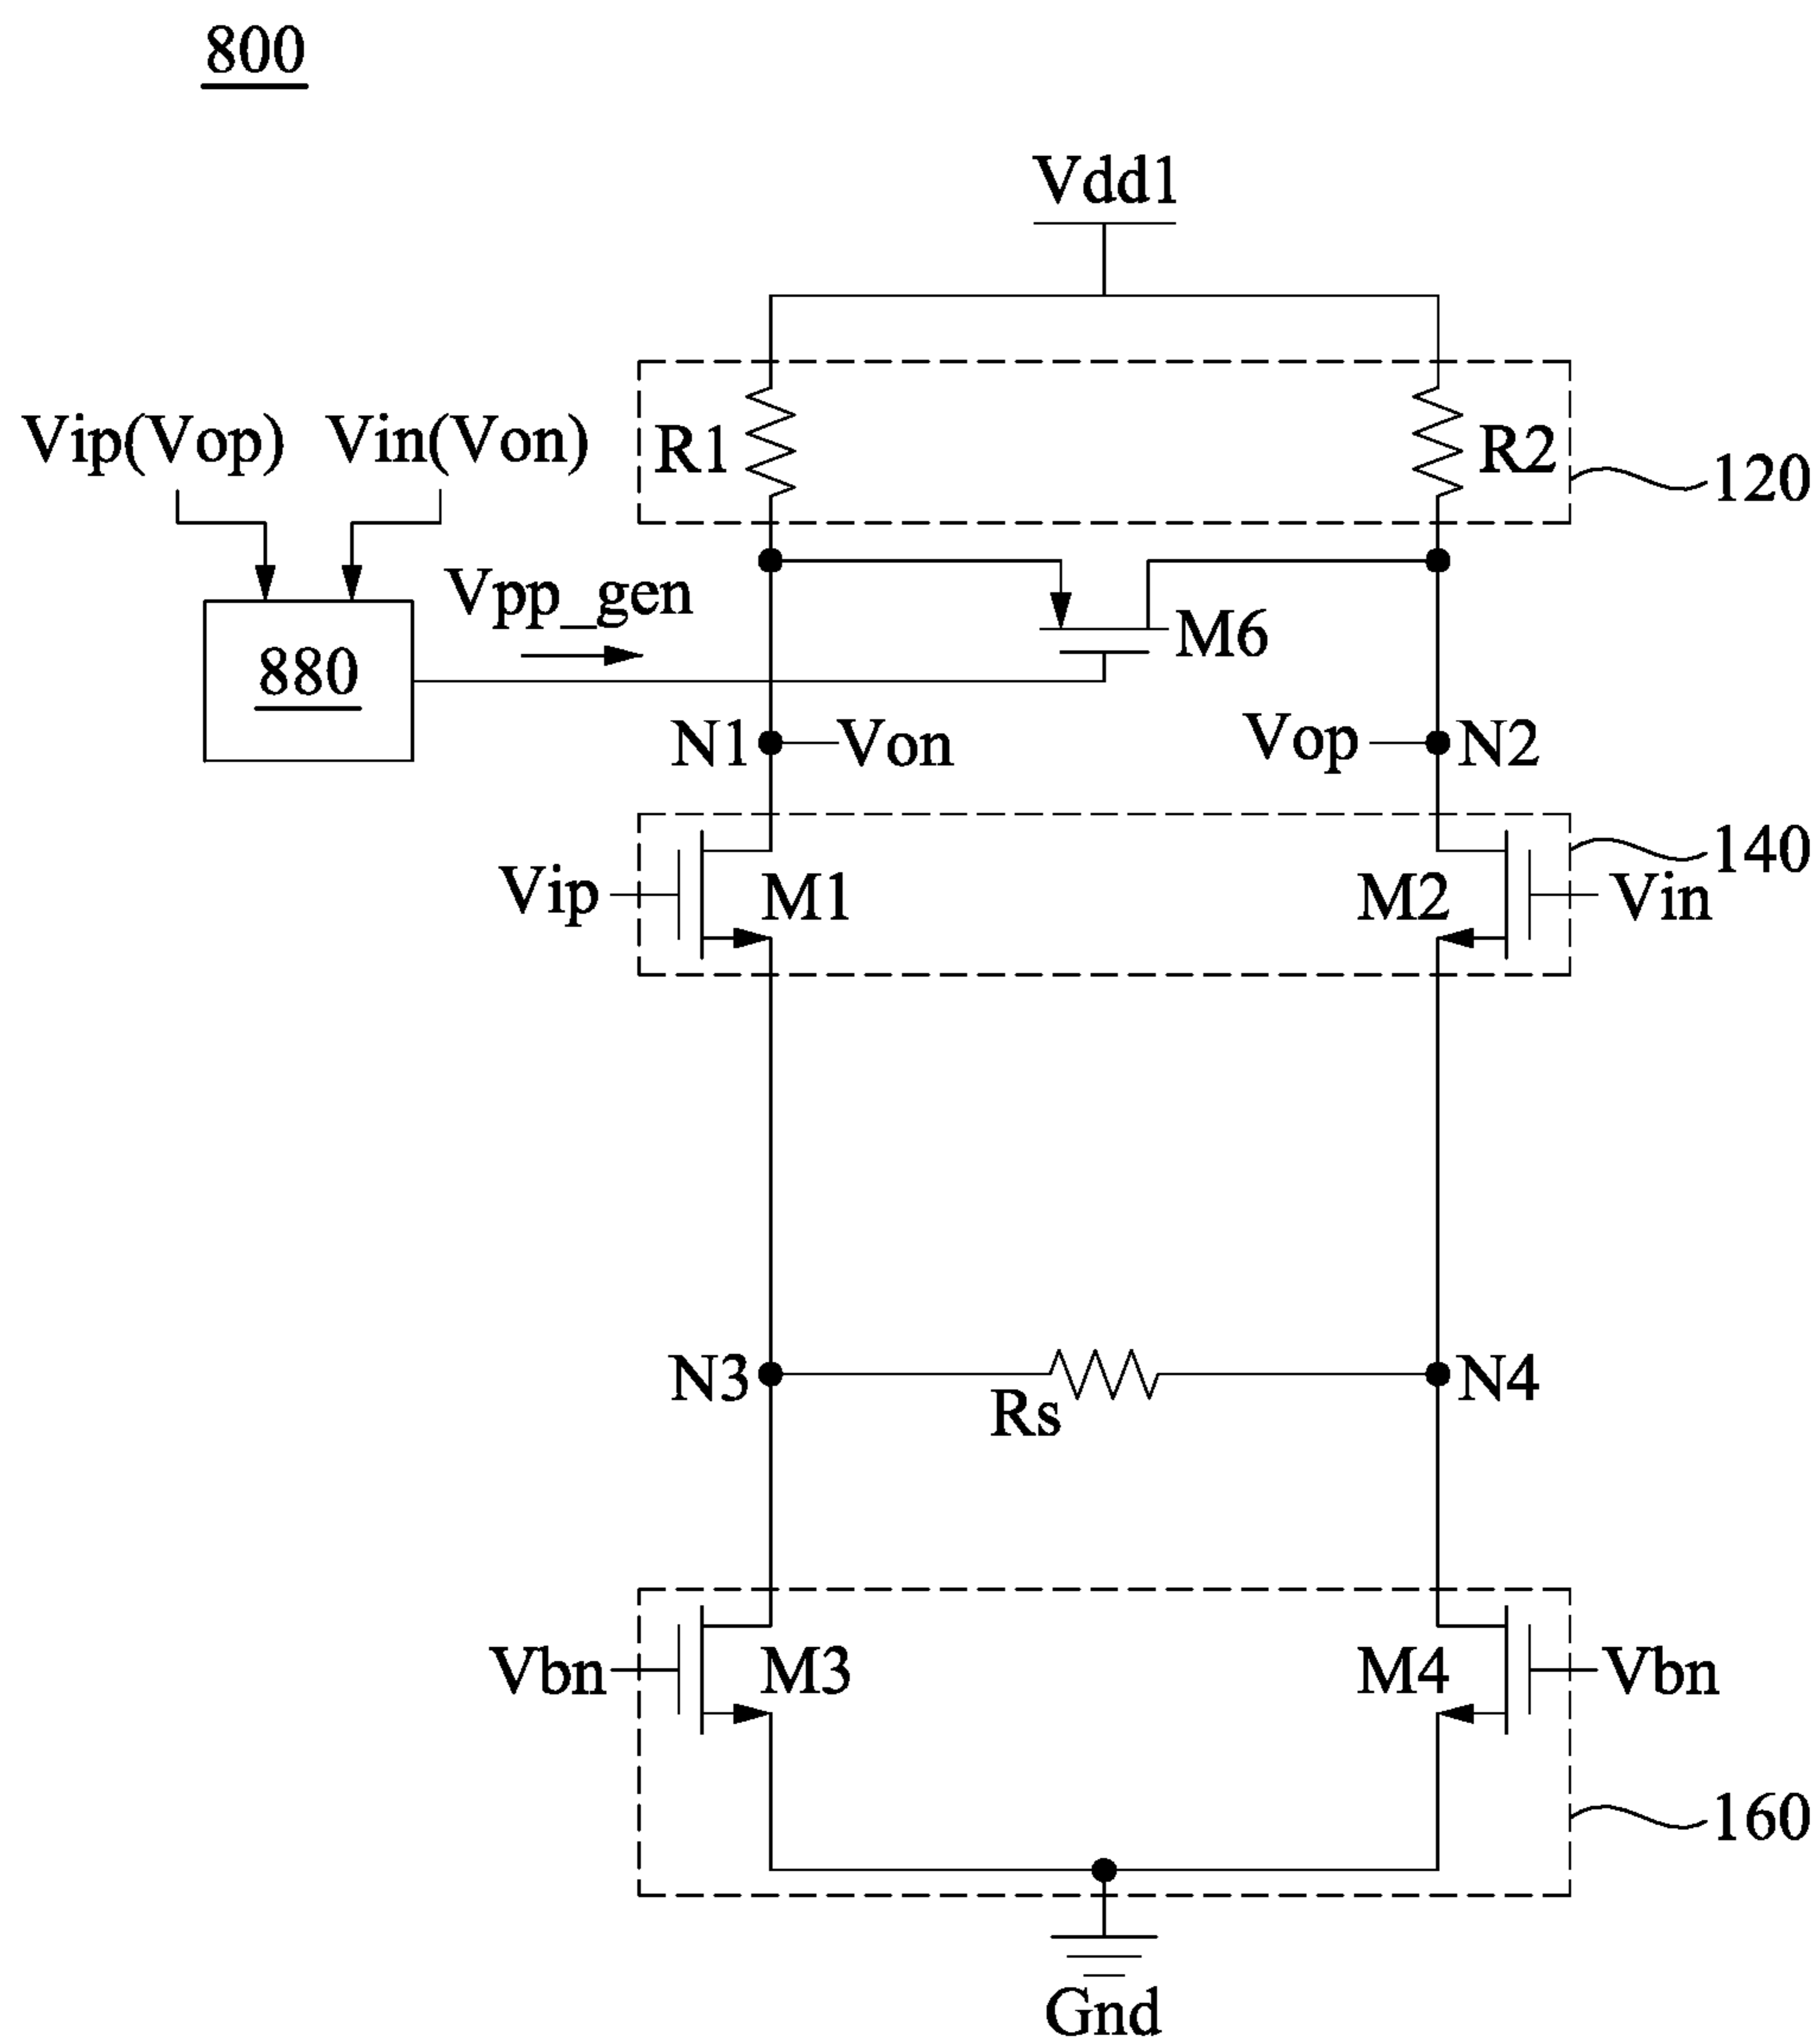 800
Vdd1
Vip(Vop) Vin(Von)
R1 R2
120
Vpp_gen
M6
880
N1 Von Vop N2
140
Vip M1 M2 Vin
N3 N4
Rs
Vbn M3 M4 Vbn
160
Gnd